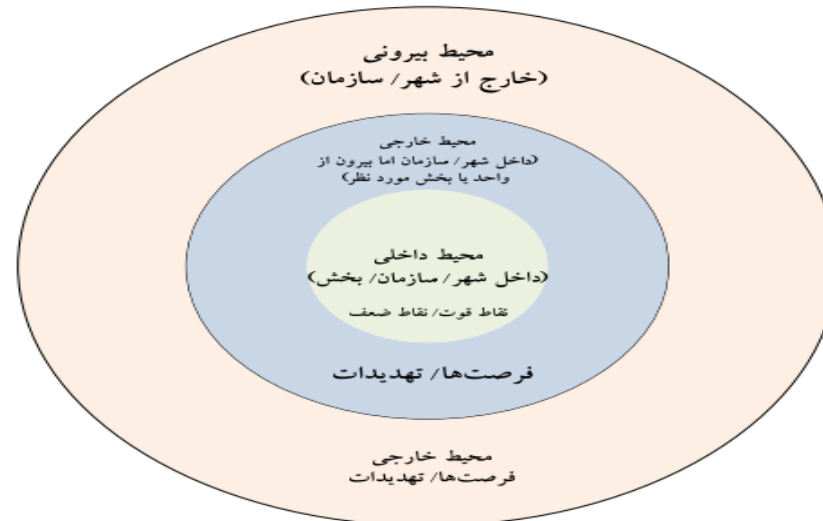 محیط بیرونی
(خارج از شهر/ سازمان)
محیط خارجی
(داخل شهر/ سازمان اما بیرون از
واحد یا بخش مورد نظر)
محیط داخلی
(داخل شهر/ سازمان/ بخش)
نقاط قوت/ نقاط ضعف
فرصت‌ها/ تهدیدات
محیط خارجی
فرصت‌ها/ تهدیدات